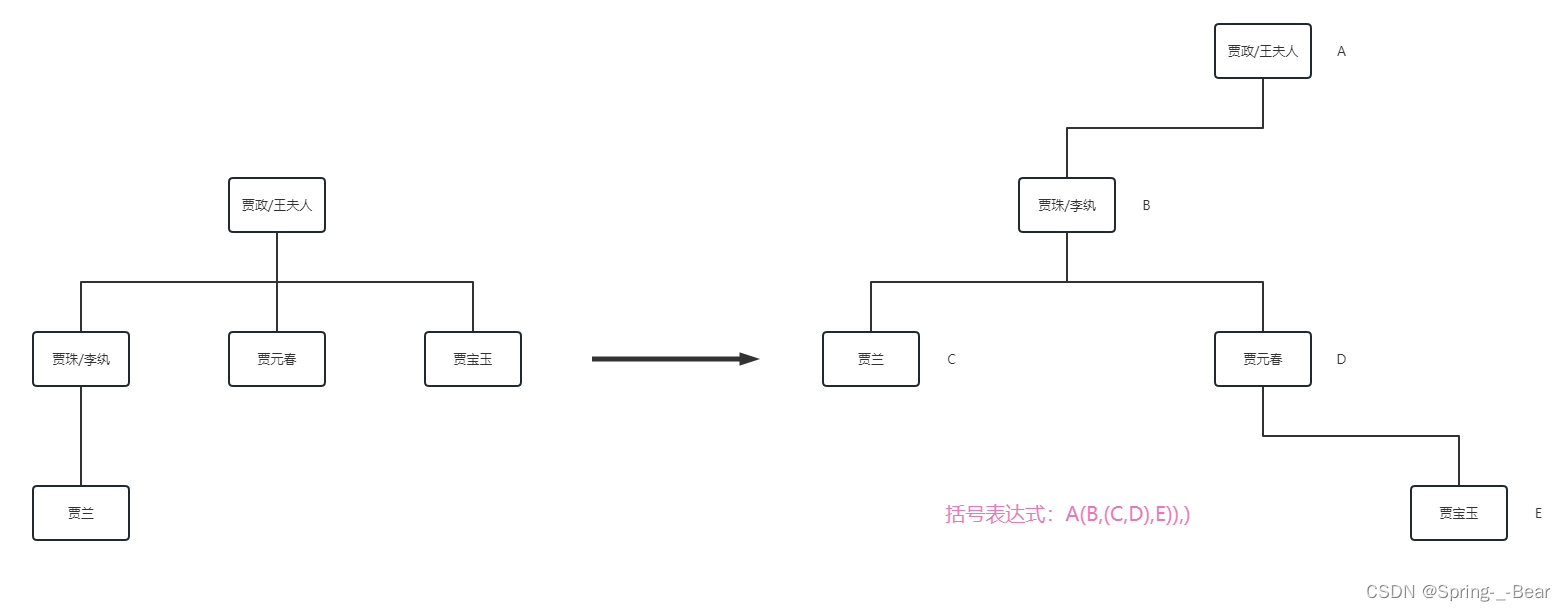 贾政/王夫人 A
贾政/王夫人
贾珠/李纨 B
贾珠/李纨
贾元春
贾宝玉
贾兰 C
贾元春 D
贾兰
括号表达式：A(B,(C,D),E)),)
贾宝玉 E
CSDN @Spring-_-Bear